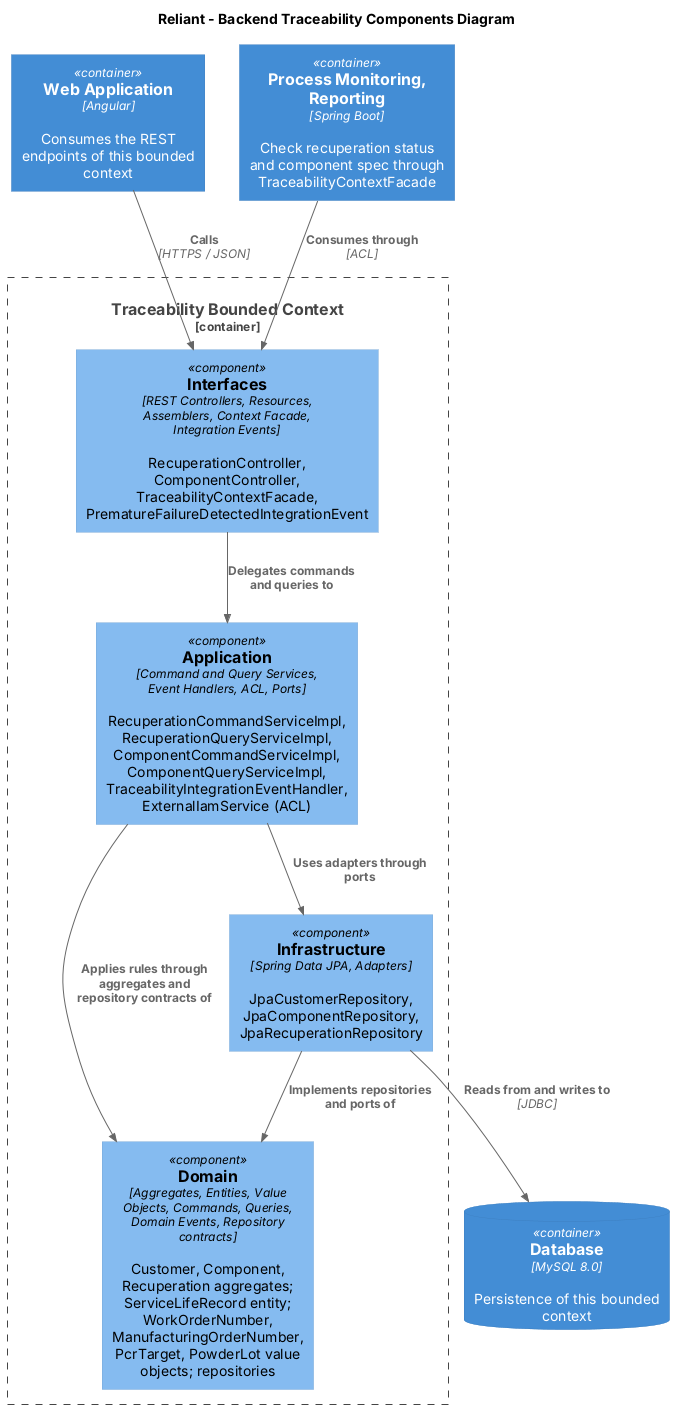 Reliant - Backend Traceability Components Diagram
«container»
Web Application
[Angular]
Consumes the REST
endpoints of this bounded
context
«container»
Process Monitoring,
Reporting
[Spring Boot]
Check recuperation status
and component spec through
TraceabilityContextFacade
Calls
[HTTPS / JSON]
Consumes through
[ACL]
Traceability Bounded Context
[container]
«component»
Interfaces
[REST Controllers, Resources,
Assemblers, Context Facade,
Integration Events]
RecuperationController,
ComponentController,
TraceabilityContextFacade,
PrematureFailureDetectedIntegrationEvent
Delegates commands
and queries to
«component»
Application
[Command and Query Services,
Event Handlers, ACL, Ports]
RecuperationCommandServiceImpl,
RecuperationQueryServiceImpl,
ComponentCommandServiceImpl,
ComponentQueryServiceImpl,
TraceabilityIntegrationEventHandler,
ExternalIamService (ACL)
Uses adapters through
ports
«component»
Infrastructure
[Spring Data JPA, Adapters]
JpaCustomerRepository,
JpaComponentRepository,
JpaRecuperationRepository
Applies rules through
aggregates and
repository contracts of
Implements repositories
and ports of
Reads from and writes to
[JDBC]
«component»
Domain
[Aggregates, Entities, Value
Objects, Commands, Queries,
Domain Events, Repository
contracts]
Customer, Component,
Recuperation aggregates;
ServiceLifeRecord entity;
WorkOrderNumber,
ManufacturingOrderNumber,
PcrTarget, PowderLot value
objects; repositories
«container»
Database
[MySQL 8.0]
Persistence of this bounded
context